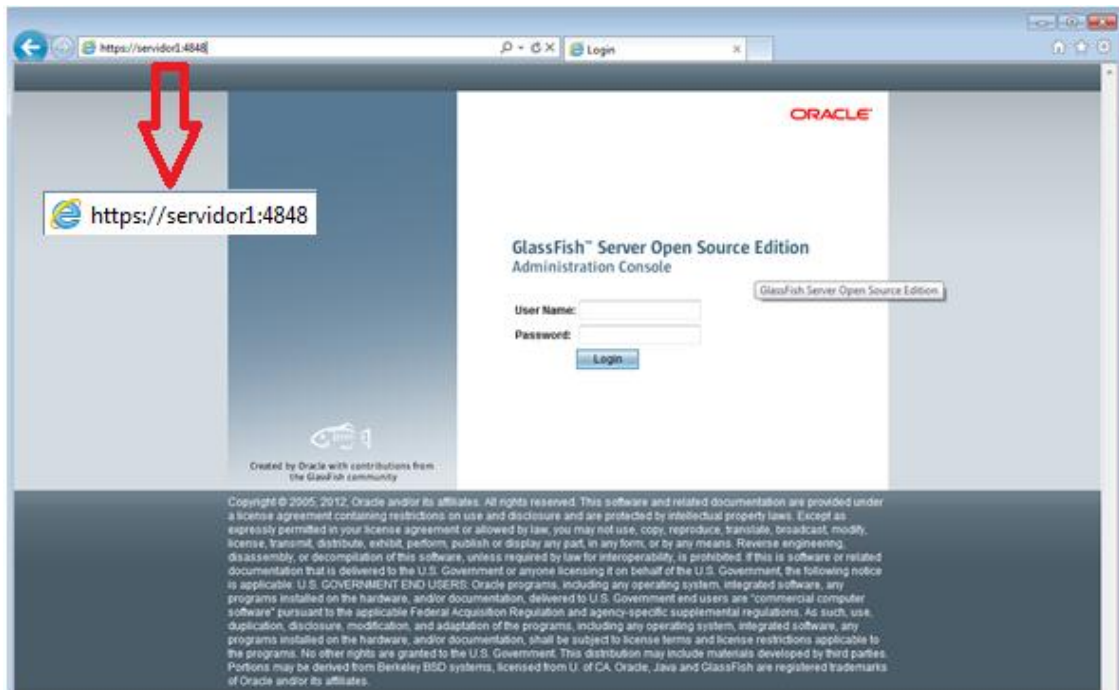 https://servidor1:4848
Login
https://servidor1:4848
ORACLE
GlassFish™ Server Open Source Edition
Administration Console
GlassFish Server Open Source Edition
User Name:
Password:
Login
Created by Oracle with contributions from
the GlassFish community
Copyright © 2005, 2012, Oracle and/or its affiliates. All rights reserved. This software and related documentation are provided under
a license agreement containing restrictions on use and disclosure and are protected by intellectual property laws. Except as
expressly permitted in your license agreement or allowed by law, you may not use, copy, reproduce, translate, broadcast, modify,
license, transmit, distribute, exhibit, perform, publish or display any part, in any form, or by any means. Reverse engineering,
disassembly, or decompilation of this software, unless required by law for interoperability, is prohibited. If this is software or related
documentation that is delivered to the U.S. Government or anyone licensing it on behalf of the U.S. Government, the following notice
is applicable: U.S. GOVERNMENT END USERS: Oracle programs, including any operating system, integrated software, any
programs installed on the hardware, and/or documentation, delivered to U.S. Government end users are "commercial computer
software" pursuant to the applicable Federal Acquisition Regulation and agency-specific supplemental regulations. As such, use,
duplication, disclosure, modification, and adaptation of the programs, including any operating system, integrated software, any
programs installed on the hardware, and/or documentation, shall be subject to license terms and license restrictions applicable to
the programs. No other rights are granted to the U.S. Government. This distribution may include materials developed by third parties.
Portions may be derived from Berkeley BSD systems, licensed from U. of CA. Oracle, Java and GlassFish are registered trademarks
of Oracle and/or its affiliates.